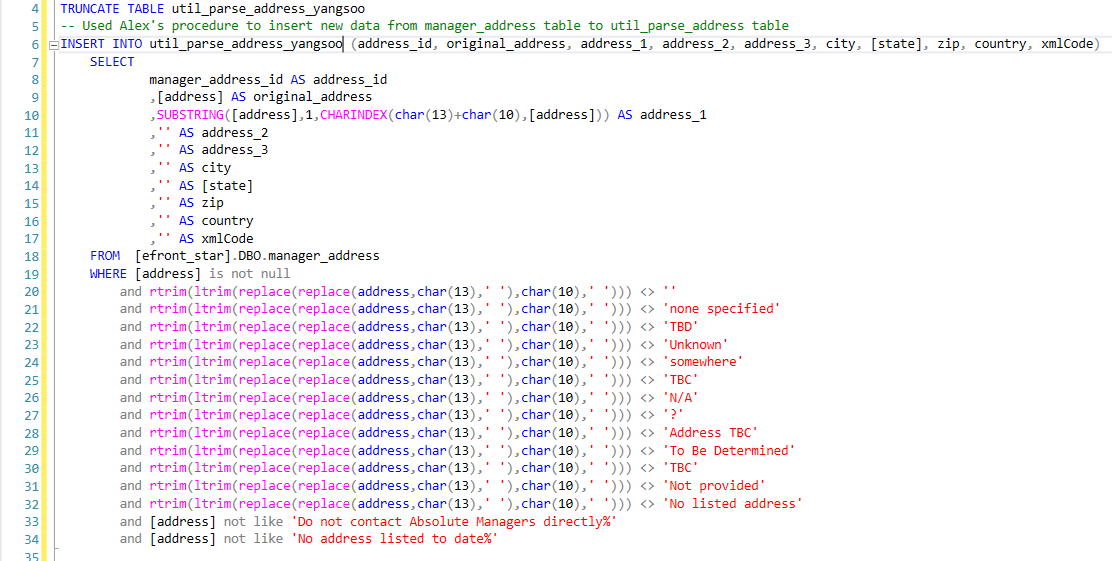 4 TRUNCATE TABLE util_parse_address_yangsoo
5 -- Used Alex's procedure to insert new data from manager_address table to util_parse_address table
6 INSERT INTO util_parse_address_yangsoo (address_id, original_address, address_1, address_2, address_3, city, [state], zip, country, xmlCode)
7 SELECT
8 manager_address_id AS address_id
9 ,[address] AS original_address
10 ,SUBSTRING([address],1,CHARINDEX(char(13)+char(10),[address])) AS address_1
11 ,'' AS address_2
12 ,'' AS address_3
13 ,'' AS city
14 ,'' AS [state]
15 ,'' AS zip
16 ,'' AS country
17 ,'' AS xmlCode
18 FROM [efront_star].DBO.manager_address
19 WHERE [address] is not null
20 and rtrim(ltrim(replace(replace(address,char(13),' '),char(10),' '))) <> ''
21 and rtrim(ltrim(replace(replace(address,char(13),' '),char(10),' '))) <> 'none specified'
22 and rtrim(ltrim(replace(replace(address,char(13),' '),char(10),' '))) <> 'TBD'
23 and rtrim(ltrim(replace(replace(address,char(13),' '),char(10),' '))) <> 'Unknown'
24 and rtrim(ltrim(replace(replace(address,char(13),' '),char(10),' '))) <> 'somewhere'
25 and rtrim(ltrim(replace(replace(address,char(13),' '),char(10),' '))) <> 'TBC'
26 and rtrim(ltrim(replace(replace(address,char(13),' '),char(10),' '))) <> 'N/A'
27 and rtrim(ltrim(replace(replace(address,char(13),' '),char(10),' '))) <> '?'
28 and rtrim(ltrim(replace(replace(address,char(13),' '),char(10),' '))) <> 'Address TBC'
29 and rtrim(ltrim(replace(replace(address,char(13),' '),char(10),' '))) <> 'To Be Determined'
30 and rtrim(ltrim(replace(replace(address,char(13),' '),char(10),' '))) <> 'TBC'
31 and rtrim(ltrim(replace(replace(address,char(13),' '),char(10),' '))) <> 'Not provided'
32 and rtrim(ltrim(replace(replace(address,char(13),' '),char(10),' '))) <> 'No listed address'
33 and [address] not like 'Do not contact Absolute Managers directly%'
34 and [address] not like 'No address listed to date%'
35